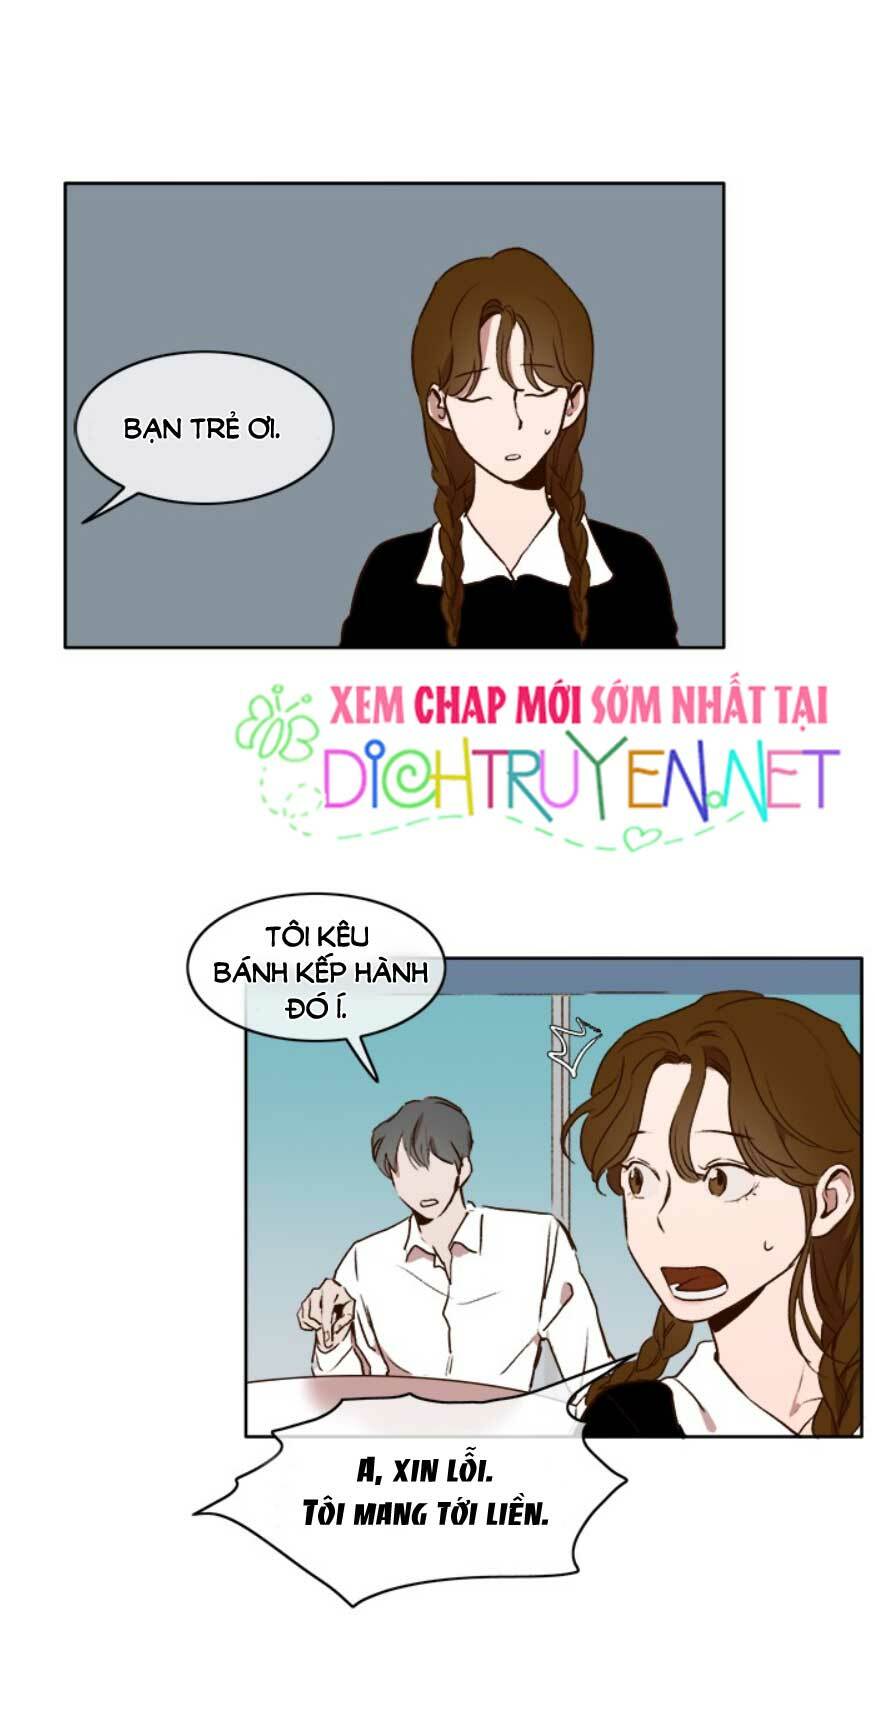 BẠN TRẺ ƠI.
XEM CHAP MỚI SỚM NHẤT TẠI
DICHTRUYEN.NET
TÔI KÊU
BÁNH KẾP HÀNH
ĐÓ Í.
A, XIN LỖI.
TÔI MANG TỚI LIỀN.